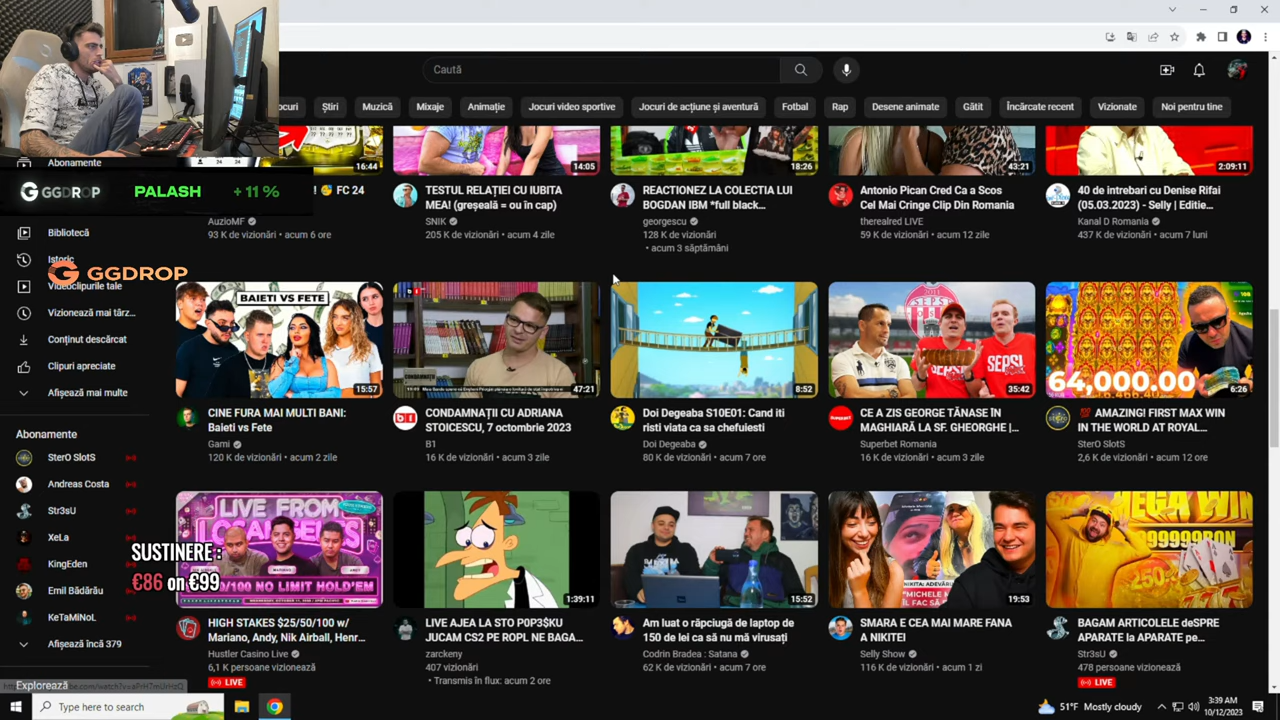 Caută
ocuri
Știri
Muzică
Mixaje
Animație
Jocuri video sportive
Jocuri de acțiune și aventură
Fotbal
Rap
Desene animate
Gătit
Încărcate recent
Vizionate
Noi pentru tine
Abonamente
24 24
16:44
14:05
18:26
43:21
2:09:11
GGDROP PALASH + 11 %
! FC 24
AuzioMF
93 K de vizionări • acum 6 ore
TESTUL RELAȚIEI CU IUBITA
MEA! (greșeală = ou în cap)
SNIK
205 K de vizionări • acum 4 zile
REACTIONEZ LA COLECTIA LUI
BOGDAN IBM *full black...
georgescu
128 K de vizionări
• acum 3 săptămâni
Antonio Pican Cred Ca a Scos
Cel Mai Cringe Clip Din Romania
therealred LIVE
59 K de vizionări • acum 12 zile
40 de intrebari cu Denise Rifai
(05.03.2023) - Selly | Editie...
Kanal D Romania
437 K de vizionări • acum 7 luni
Bibliotecă
Istoric
GGDROP
Videoclipurile tale
Vizionează mai târz...
Conținut descărcat
Clipuri apreciate
Afișează mai multe
BAIETI VS FETE
15:57
47:21
8:52
35:42
64,000.00
6:26
CINE FURA MAI MULTI BANI:
Baieti vs Fete
Gami
120 K de vizionări • acum 2 zile
CONDAMNAȚII CU ADRIANA
STOICESCU, 7 octombrie 2023
B1
16 K de vizionări • acum 3 zile
Doi Degeaba S10E01: Cand iti
risti viata ca sa chefuiesti
Doi Degeaba
80 K de vizionări • acum 7 ore
CE A ZIS GEORGE TĂNASE ÎN
MAGHIARĂ LA SF. GHEORGHE |...
Superbet Romania
16 K de vizionări • acum 3 zile
💯 AMAZING! FIRST MAX WIN
IN THE WORLD AT ROYAL...
SterO SlotS
2,6 K de vizionări • acum 12 ore
Abonamente
SterO SlotS
Andreas Costa
Str3sU
XeLa
KingEden
Emil Bădărău
KeTaMiNoL
Afișează încă 379
Explorează
SUSTINERE :
€86 on €99
LIVE FROM
LOS ANGELES
/100 NO LIMIT HOLD'EM
1:39:11
15:52
19:53
MEGA WIN
250%
HIGH STAKES $25/50/100 w/
Mariano, Andy, Nik Airball, Henr...
Hustler Casino Live
6,1 K persoane vizionează
LIVE
LIVE AJEA LA STO P0P3$KU
JUCAM CS2 PE ROPL NE BAGA...
zarckeny
407 vizionări
• Transmis în flux: acum 2 ore
Am luat o răpciugă de laptop de
150 de lei ca să nu mă virusați
Codrin Bradea : Satana
62 K de vizionări • acum 7 ore
SMARA E CEA MAI MARE FANA
A NIKITEI
Selly Show
116 K de vizionări • acum 1 zi
BAGAM ARTICOLELE deSPRE
APARATE la APARATE pe...
Str3sU
478 persoane vizionează
LIVE
Type here to search
51°F Mostly cloudy
3:39 AM
10/12/2023